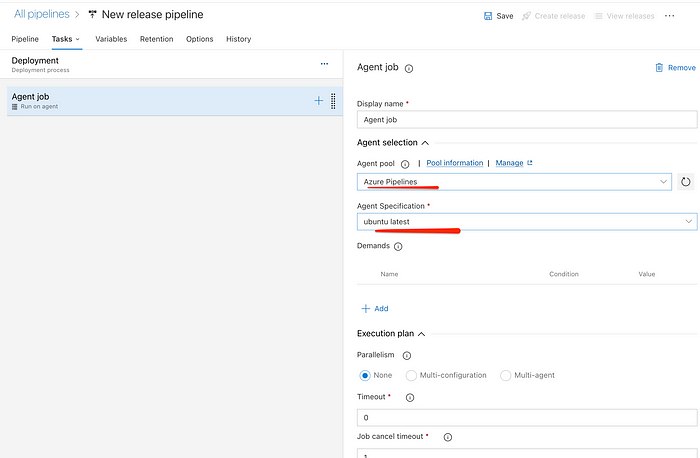 All pipelines > New release pipeline
Save Create release View releases ...
Pipeline Tasks Variables Retention Options History
Deployment ...
Deployment process
Agent job
Run on agent
Agent job
Remove
Display name *
Agent job
Agent selection
Agent pool | Pool information | Manage
Azure Pipelines
Agent Specification *
ubuntu latest
Demands
Name Condition Value
Add
Execution plan
Parallelism
None Multi-configuration Multi-agent
Timeout *
0
Job cancel timeout *
1